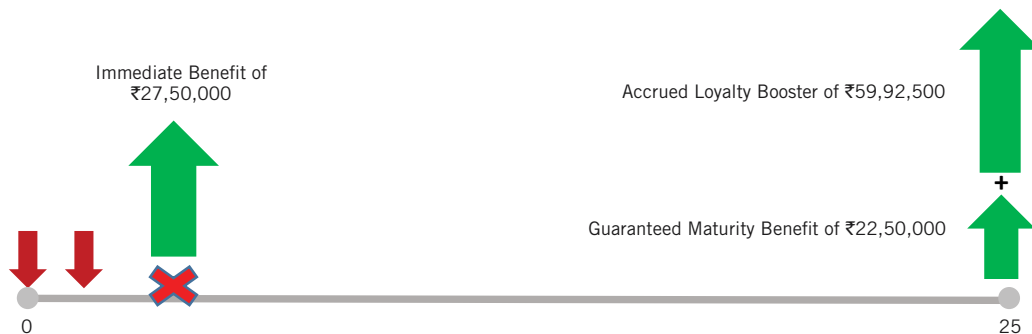 Immediate Benefit of
₹27,50,000
Accrued Loyalty Booster of ₹59,92,500
+
Guaranteed Maturity Benefit of ₹22,50,000
0
25